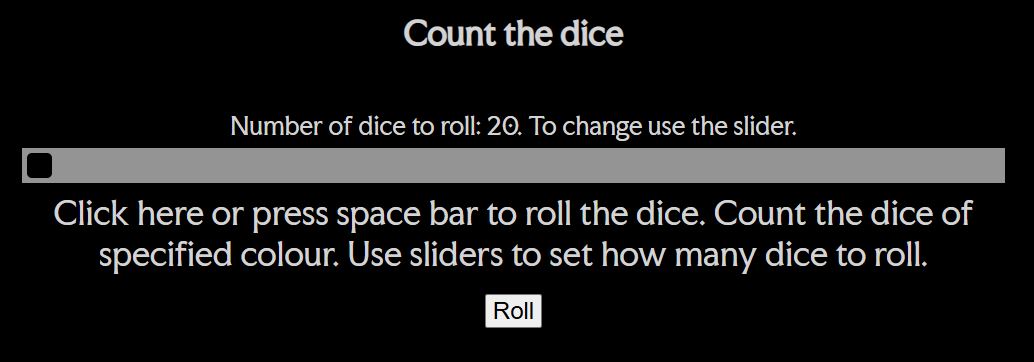 Count the dice
Number of dice to roll: 20. To change use the slider.
Click here or press space bar to roll the dice. Count the dice of
specified colour. Use sliders to set how many dice to roll.
Roll